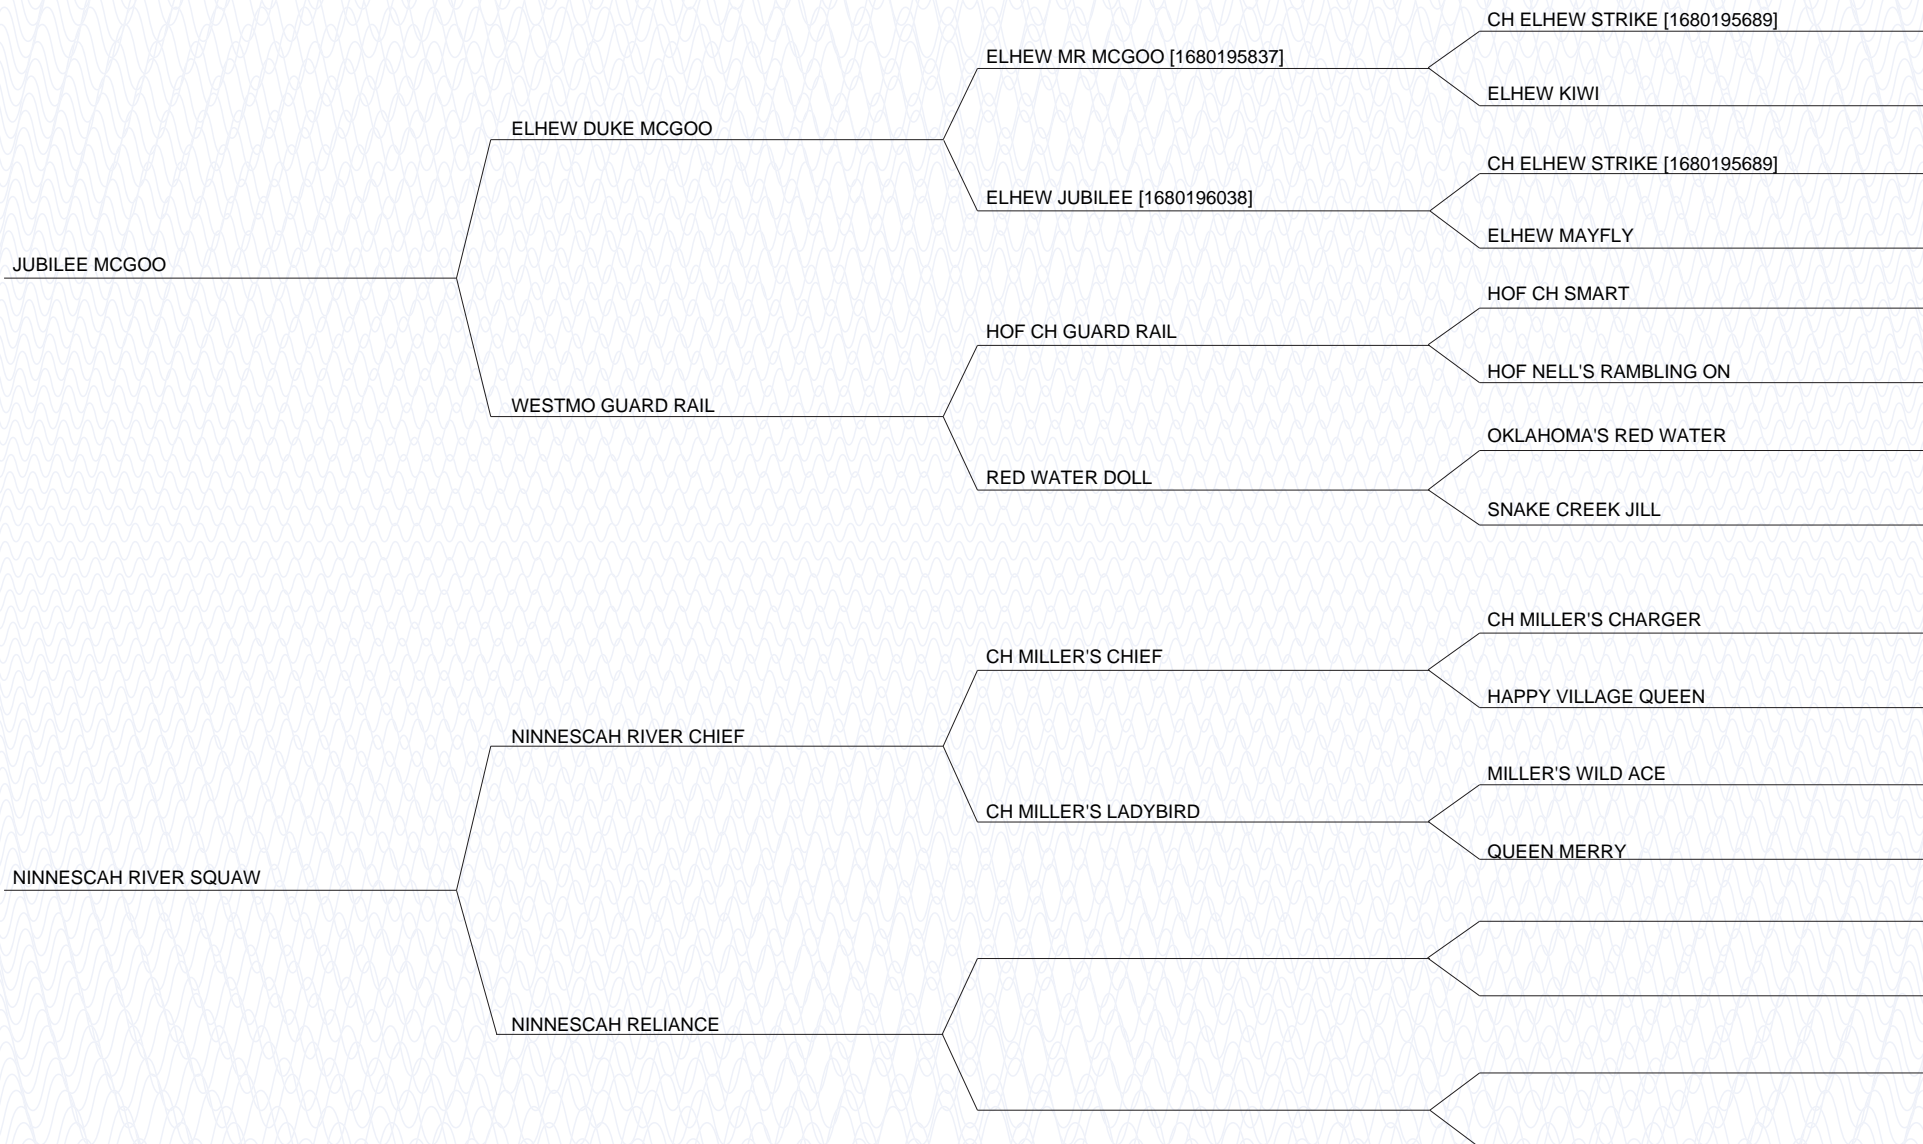 CH ELHEW STRIKE [1680195689]
ELHEW MR MCGOO [1680195837]
ELHEW KIWI
ELHEW DUKE MCGOO
CH ELHEW STRIKE [1680195689]
ELHEW JUBILEE [1680196038]
ELHEW MAYFLY
JUBILEE MCGOO
HOF CH SMART
HOF CH GUARD RAIL
HOF NELL'S RAMBLING ON
WESTMO GUARD RAIL
OKLAHOMA'S RED WATER
RED WATER DOLL
SNAKE CREEK JILL
CH MILLER'S CHARGER
CH MILLER'S CHIEF
HAPPY VILLAGE QUEEN
NINNESCAH RIVER CHIEF
MILLER'S WILD ACE
CH MILLER'S LADYBIRD
QUEEN MERRY
NINNESCAH RIVER SQUAW
NINNESCAH RELIANCE